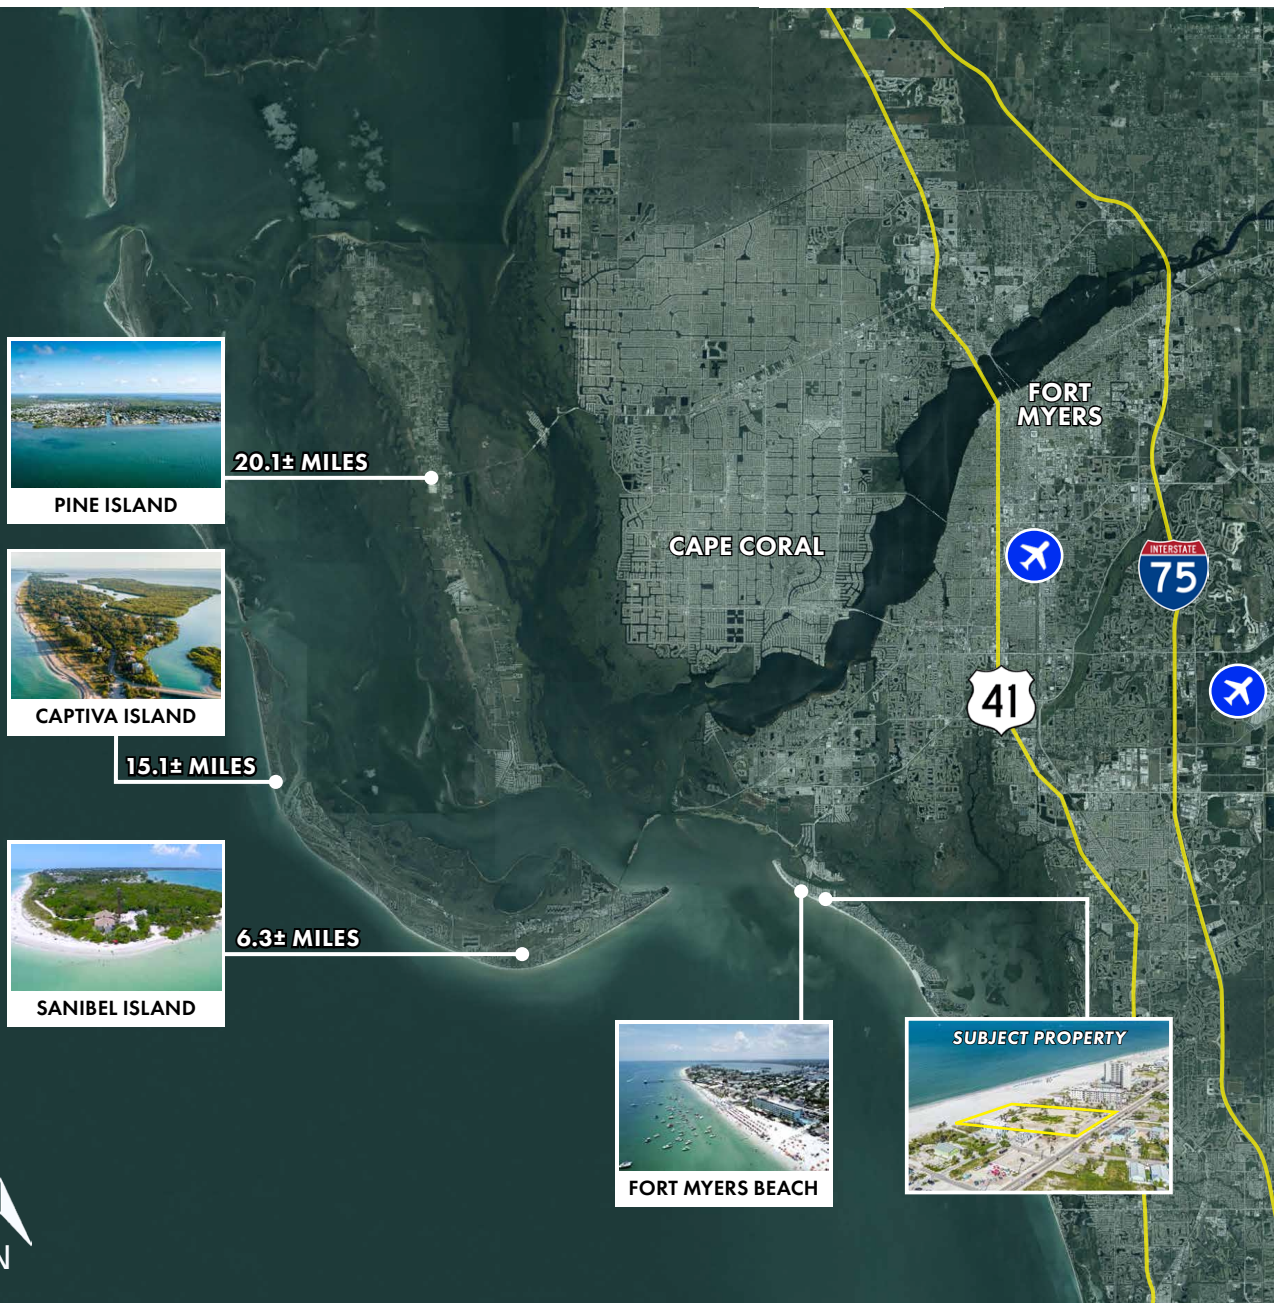 FORT
MYERS
20.1± MILES
PINE ISLAND
CAPE CORAL
INTERSTATE
75
41
CAPTIVA ISLAND
15.1± MILES
6.3± MILES
SANIBEL ISLAND
SUBJECT PROPERTY
FORT MYERS BEACH
N